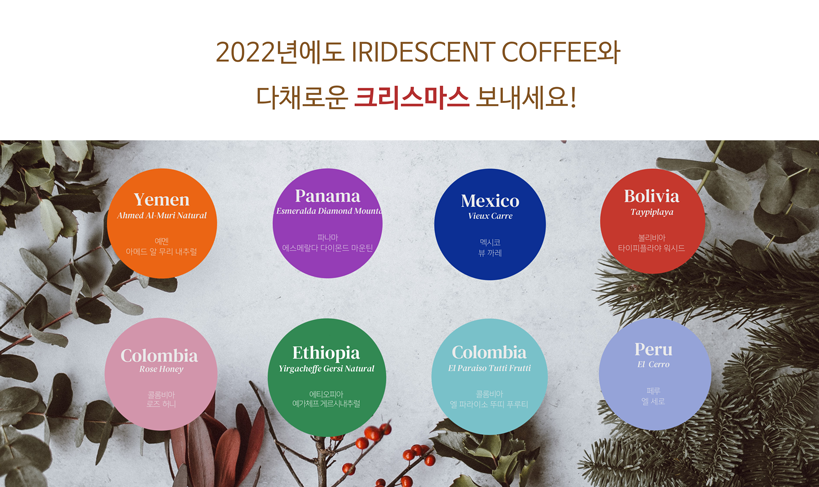 2022년에도 IRIDESCENT COFFEE와
다채로운 크리스마스 보내세요!
Yemen
Ahmed Al-Muri Natural
예멘
아메드 알 무리 내추럴
Panama
Esmeralda Diamond Mounta
파나마
에스메랄다 다이몬드 마운틴
Mexico
Vieux Carre
멕시코
뷰 까레
Bolivia
Taypiplaya
볼리비아
타이피플라야 워시드
Colombia
Rose Honey
콜롬비아
로즈 허니
Ethiopia
Yirgacheffe Gersi Natural
에티오피아
예가체프 게르시내추럴
Colombia
El Paraiso Tutti Frutti
콜롬비아
엘 파라이소 뚜띠 푸루티
Peru
El Cerro
페루
엘 세로